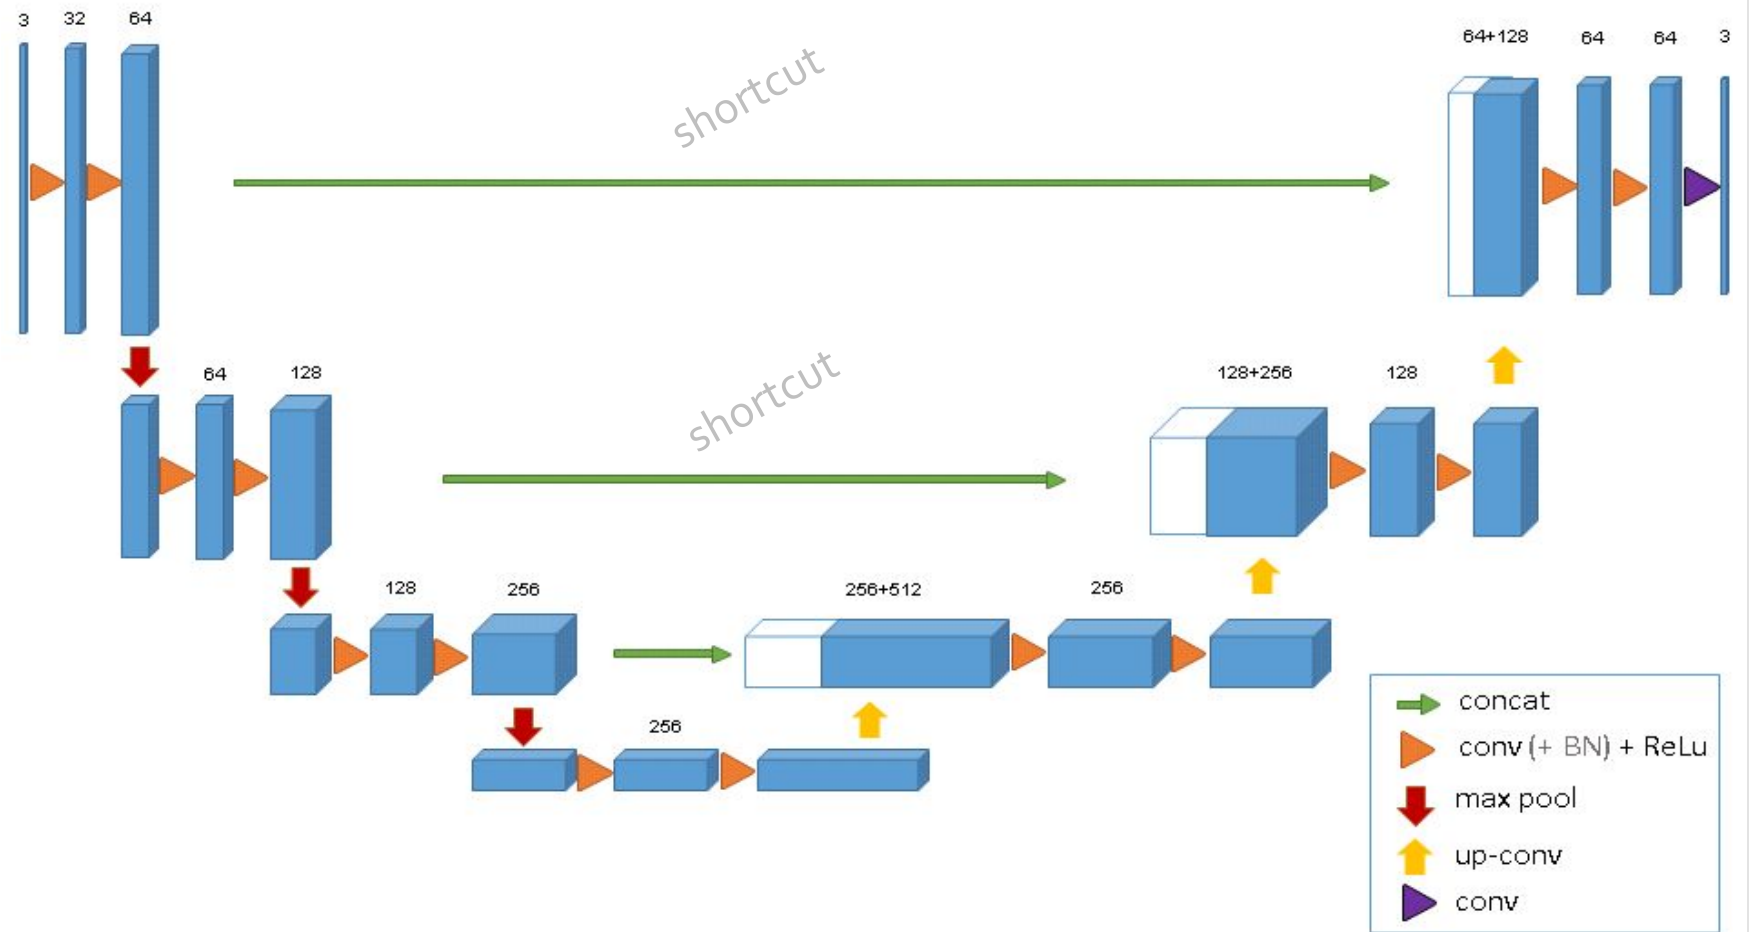 3 32 64
64+128 64 64 3
shortcut
64 128
shortcut
128+256 128
128 256
256+512 256
256
concat
conv (+ BN) + ReLu
max pool
up-conv
conv